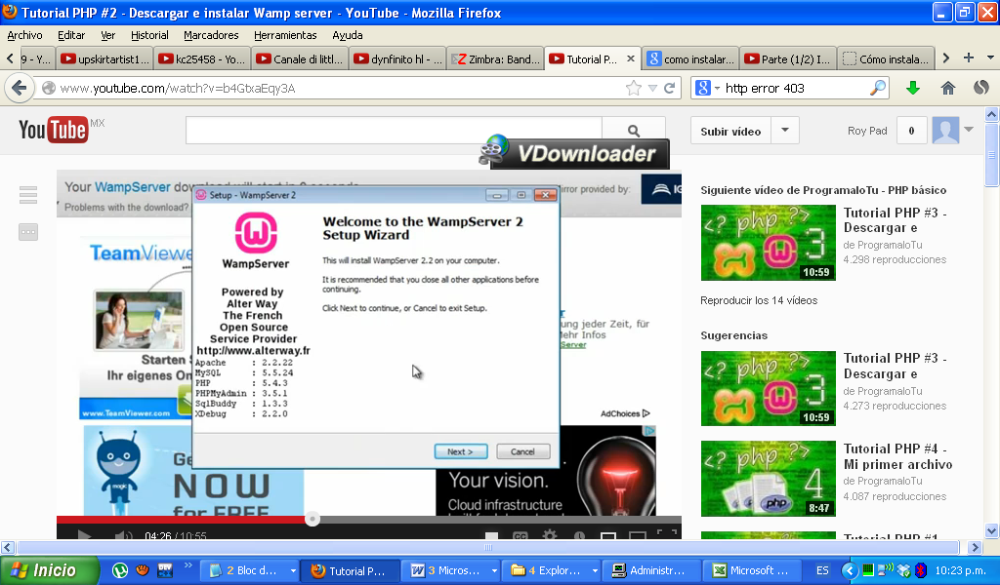 Tutorial PHP #2 - Descargar e instalar Wamp server - YouTube - Mozilla Firefox
Archivo Editar Ver Historial Marcadores Herramientas Ayuda
9 - Y... upskirtartist1... kc25458 - Yo... Canale di littl... dynfinito hl - ... Zimbra: Band... Tutorial P... como instalar... Parte (1/2) I... Cómo instala...
www.youtube.com/watch?v=b4GtxaEqy3A
http error 403
YouTube MX
Subir vídeo
Roy Pad
0
VDownloader
Your WampServer download will start in 0 seconds
Problems with the download?
mirror provided by:
Setup - WampServer 2
WampServer
Powered by
Alter Way
The French
Open Source
Service Provider
http://www.alterway.fr
Apache : 2.2.22
MySQL : 5.5.24
PHP : 5.4.3
PHPMyAdmin : 3.5.1
SqlBuddy : 1.3.3
XDebug : 2.2.0
Welcome to the WampServer 2
Setup Wizard
This will install WampServer 2.2 on your computer.
It is recommended that you close all other applications before
continuing.
Click Next to continue, or Cancel to exit Setup.
Next >
Cancel
TeamViewe
Starten
Ihr eigenes On
www.TeamViewer.com
ung jeder Zeit, für
Mehr Infos
Server
AdChoices
magic
Ge
NOW
for FREE
Your vision.
Cloud infrastructure
04:26 / 10:55
Siguiente vídeo de ProgramaloTu - PHP básico
<? php ?>
3
10:59
Tutorial PHP #3 -
Descargar e
de ProgramaloTu
4.298 reproducciones
Reproducir los 14 vídeos
Sugerencias
<? php ?>
3
10:59
Tutorial PHP #3 -
Descargar e
de ProgramaloTu
4.273 reproducciones
<? php ?>
4
php
8:47
Tutorial PHP #4 -
Mi primer archivo
de ProgramaloTu
4.087 reproducciones
Tutorial PHP #1
Inicio
2 Bloc d...
Tutorial P...
3 Micros...
4 Explor...
Administr...
Microsoft ...
ES
10:23 p.m.